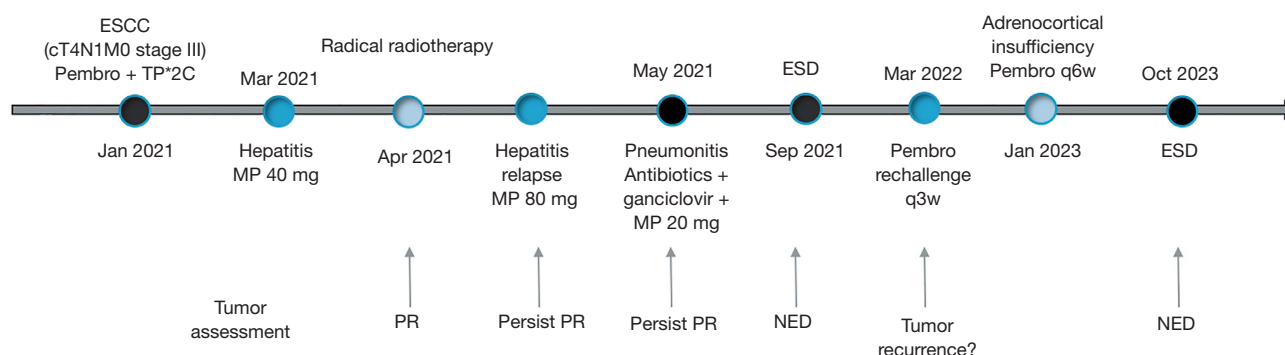 ESCC
(cT4N1M0 stage III)
Pembro + TP*2C
Jan 2021
Mar 2021
Hepatitis
MP 40 mg
Radical radiotherapy
Apr 2021
Hepatitis
relapse
MP 80 mg
May 2021
Pneumonitis
Antibiotics +
ganciclovir +
MP 20 mg
ESD
Sep 2021
Mar 2022
Pembro
rechallenge
q3w
Adrenocortical
insufficiency
Pembro q6w
Jan 2023
Oct 2023
ESD
Tumor
assessment
PR
Persist PR
Persist PR
NED
Tumor
recurrence?
NED